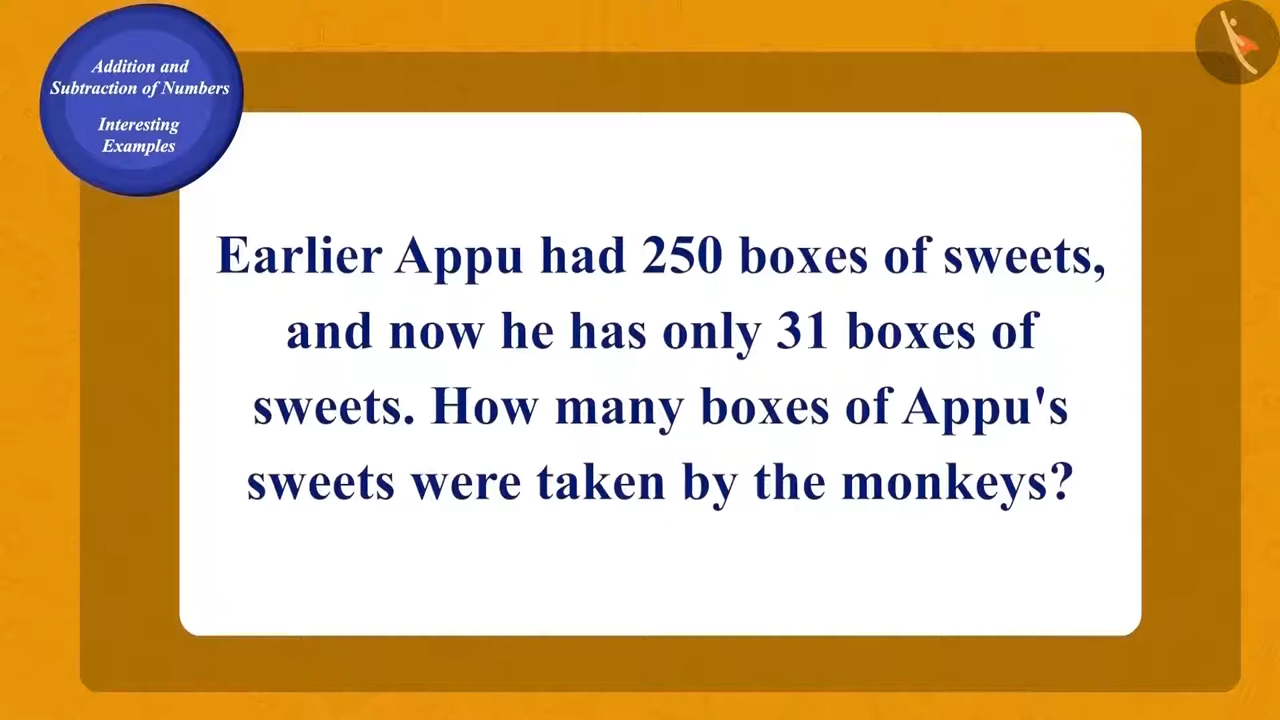 Addition and
Subtraction of Numbers
Interesting
Examples
Earlier Appu had 250 boxes of sweets,
and now he has only 31 boxes of
sweets. How many boxes of Appu's
sweets were taken by the monkeys?